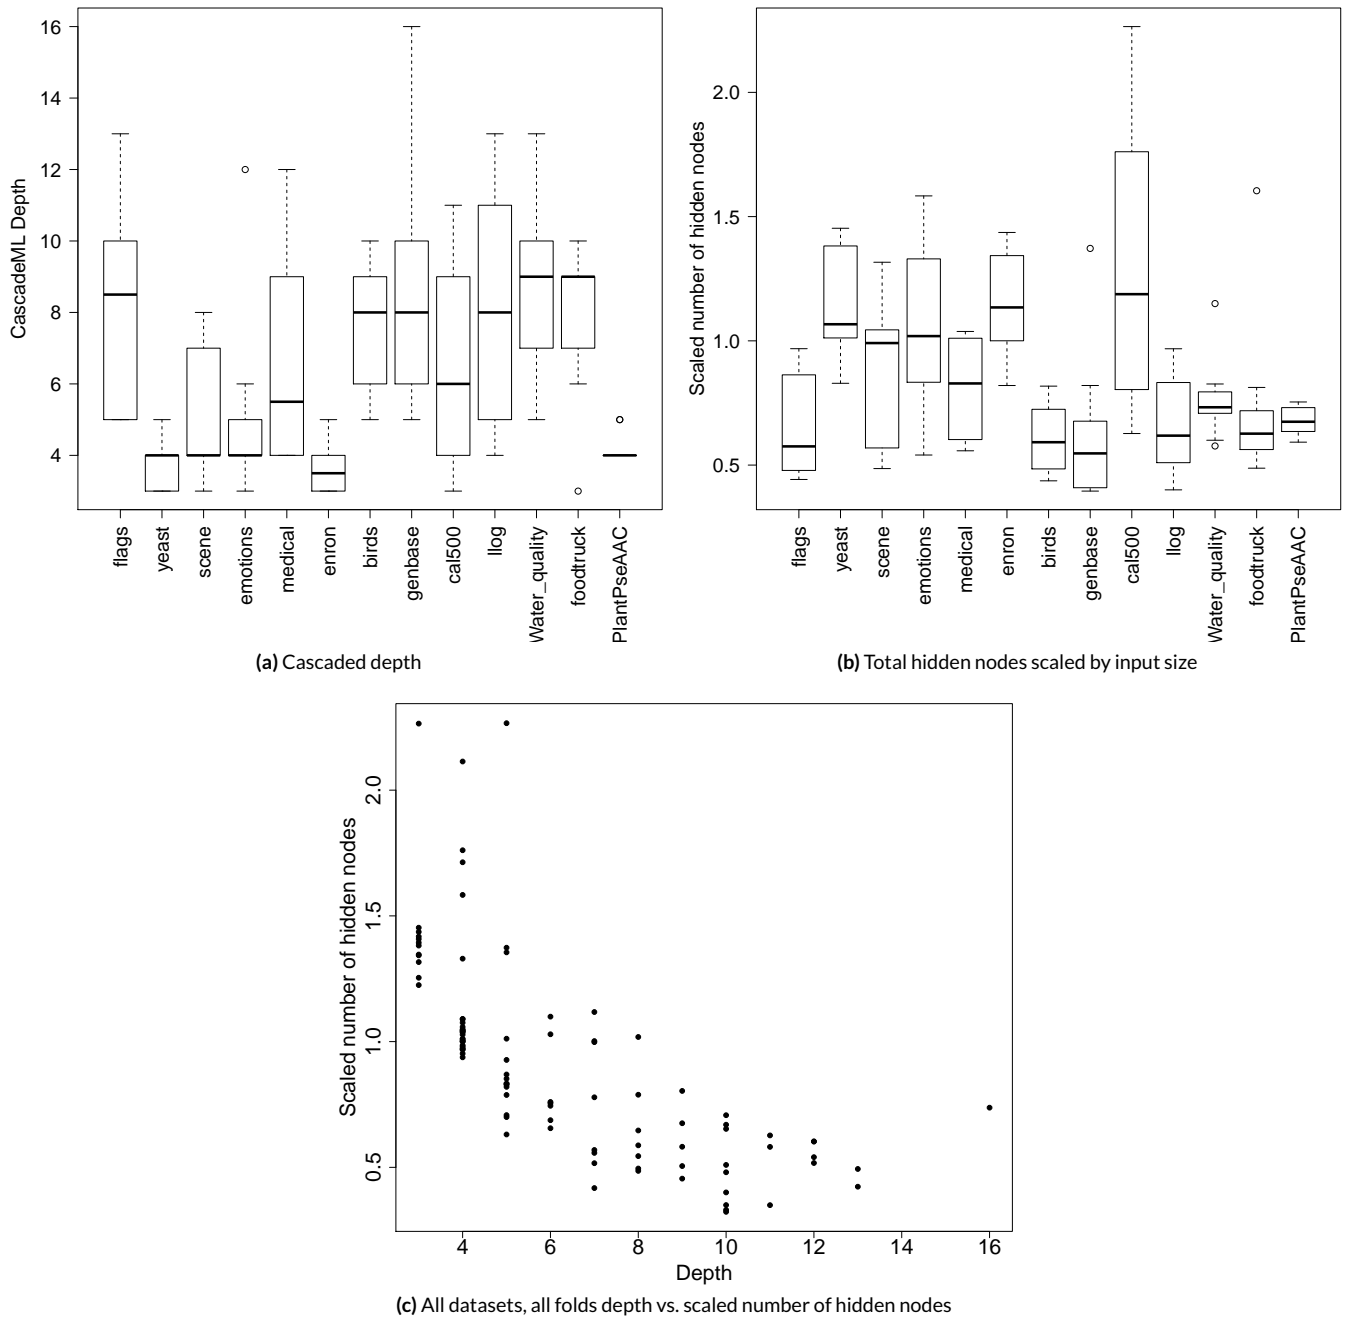 CascadeML Depth
16
14
12
10
8
6
4
flags
yeast
scene
emotions
medical
enron
birds
genbase
cal500
llog
Water_quality
foodtruck
PlantPseAAC
(a) Cascaded depth
Scaled number of hidden nodes
2.0
1.5
1.0
0.5
flags
yeast
scene
emotions
medical
enron
birds
genbase
cal500
llog
Water_quality
foodtruck
PlantPseAAC
(b) Total hidden nodes scaled by input size
Scaled number of hidden nodes
2.0
1.5
1.0
0.5
4 6 8 10 12 14 16
Depth
(c) All datasets, all folds depth vs. scaled number of hidden nodes